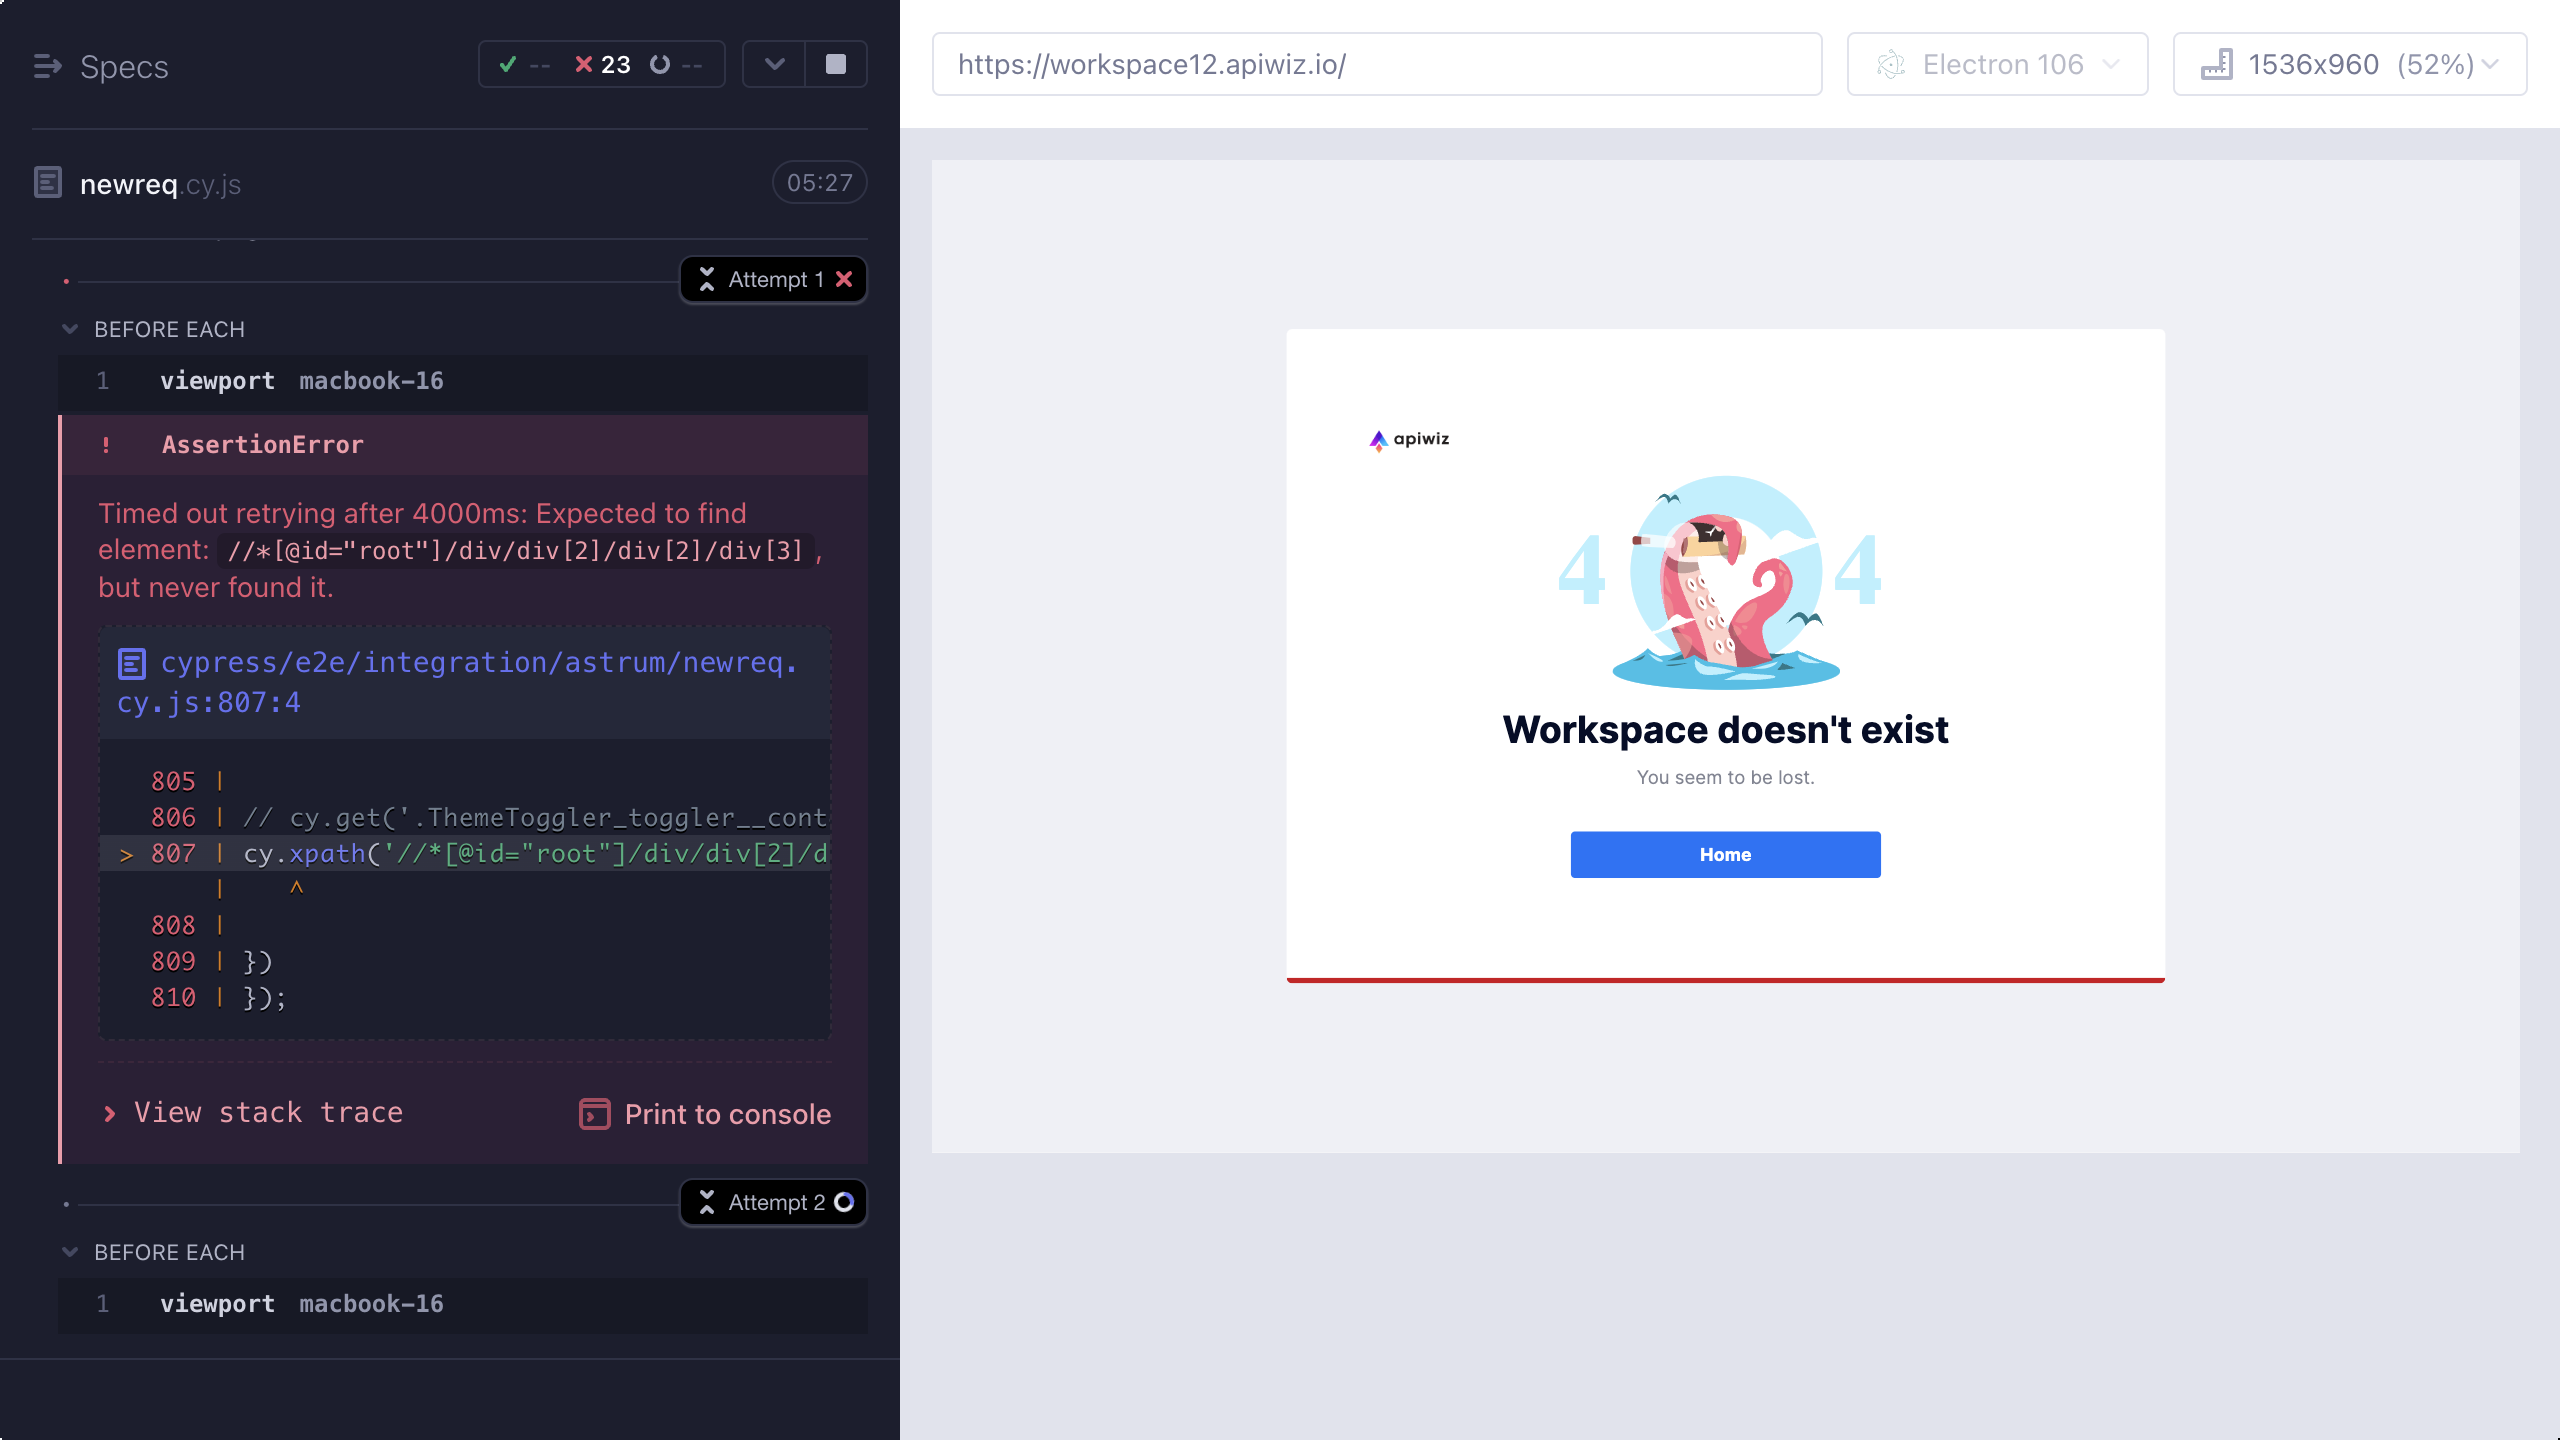 Specs
-- 23 --
newreq.cy.js
05:27
Attempt 1
BEFORE EACH
1 viewport macbook-16
! AssertionError
Timed out retrying after 4000ms: Expected to find
element: //*[@id="root"]/div/div[2]/div[2]/div[3] ,
but never found it.
cypress/e2e/integration/astrum/newreq.
cy.js:807:4
805 |
806 | // cy.get('.ThemeToggler_toggler__cont
> 807 | cy.xpath('//*[@id="root"]/div/div[2]/d
| ^
808 |
809 | })
810 | });
View stack trace
Print to console
Attempt 2
BEFORE EACH
1 viewport macbook-16
https://workspace12.apiwiz.io/
Electron 106
1536x960 (52%)
apiwiz
4 4
Workspace doesn't exist
You seem to be lost.
Home